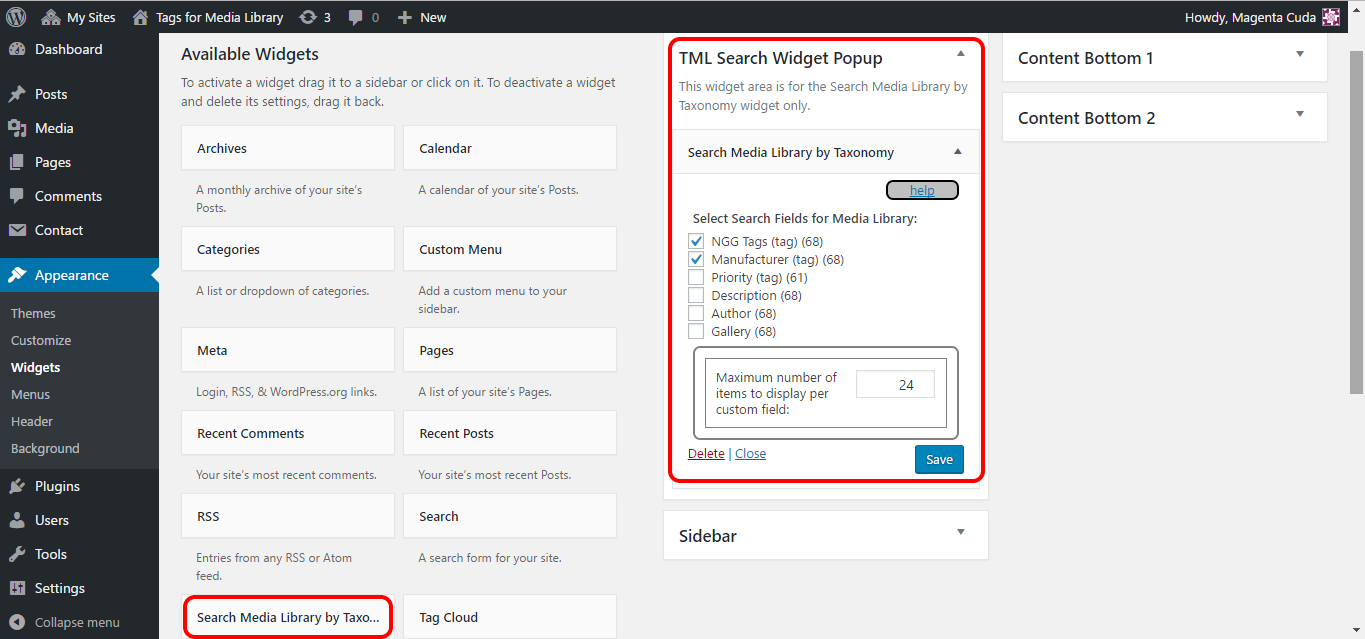 My Sites
Tags for Media Library
3
0
New
Howdy, Magenta Cuda
Dashboard
Posts
Media
Pages
Comments
Contact
Appearance
Themes
Customize
Widgets
Menus
Header
Background
Plugins
Users
Tools
Settings
Collapse menu
Available Widgets
To activate a widget drag it to a sidebar or click on it. To deactivate a widget
and delete its settings, drag it back.
Archives
A monthly archive of your site's
Posts.
Calendar
A calendar of your site's Posts.
Categories
A list or dropdown of categories.
Custom Menu
Add a custom menu to your
sidebar.
Meta
Login, RSS, & WordPress.org links.
Pages
A list of your site's Pages.
Recent Comments
Your site's most recent comments.
Recent Posts
Your site's most recent Posts.
RSS
Entries from any RSS or Atom
feed.
Search
A search form for your site.
Search Media Library by Taxo...
Tag Cloud
TML Search Widget Popup
This widget area is for the Search Media Library by
Taxonomy widget only.
Search Media Library by Taxonomy
help
Select Search Fields for Media Library:
NGG Tags (tag) (68)
Manufacturer (tag) (68)
Priority (tag) (61)
Description (68)
Author (68)
Gallery (68)
Maximum number of
items to display per
custom field:
24
Delete | Close
Save
Sidebar
Content Bottom 1
Content Bottom 2